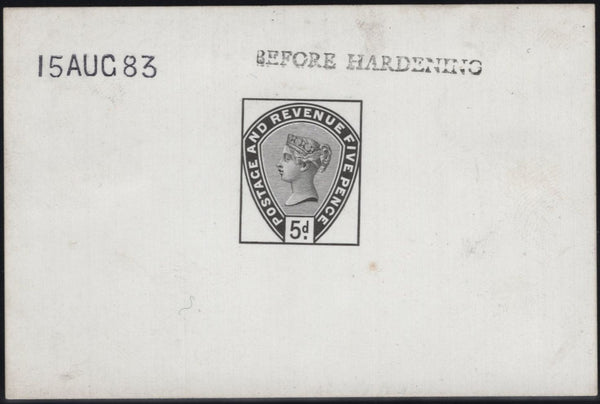 15AUG83
BEFORE HARDENING
POSTAGE AND REVENUE FIVE PENCE
5d.